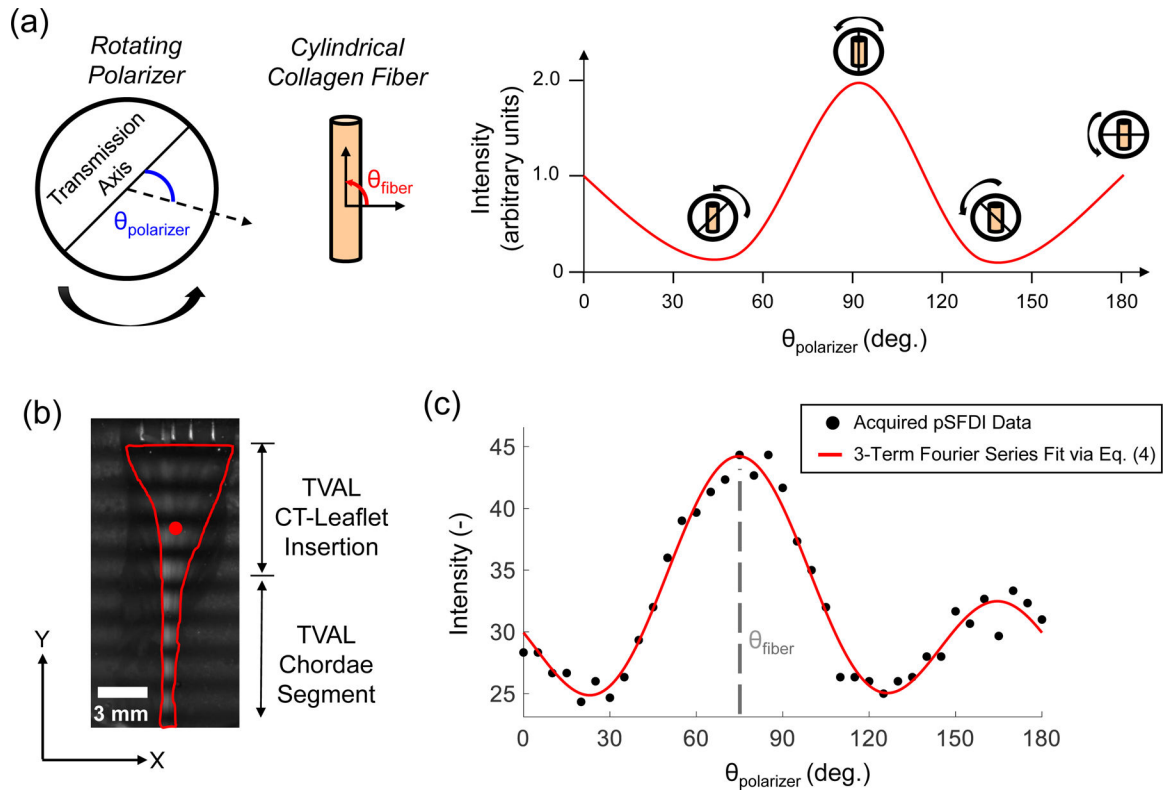 (a)
Rotating
Polarizer
Transmission
Axis
θpolarizer
Cylindrical
Collagen Fiber
θfiber
Intensity
(arbitrary units)
2.0
1.0
0
0 30 60 90 120 150 180
θpolarizer (deg.)
(b)
TVAL
CT-Leaflet
Insertion
TVAL
Chordae
Segment
3 mm
Y
X
(c)
Acquired pSFDI Data
3-Term Fourier Series Fit via Eq. (4)
Intensity (-)
45
40
35
30
25
θfiber
0 30 60 90 120 150 180
θpolarizer (deg.)